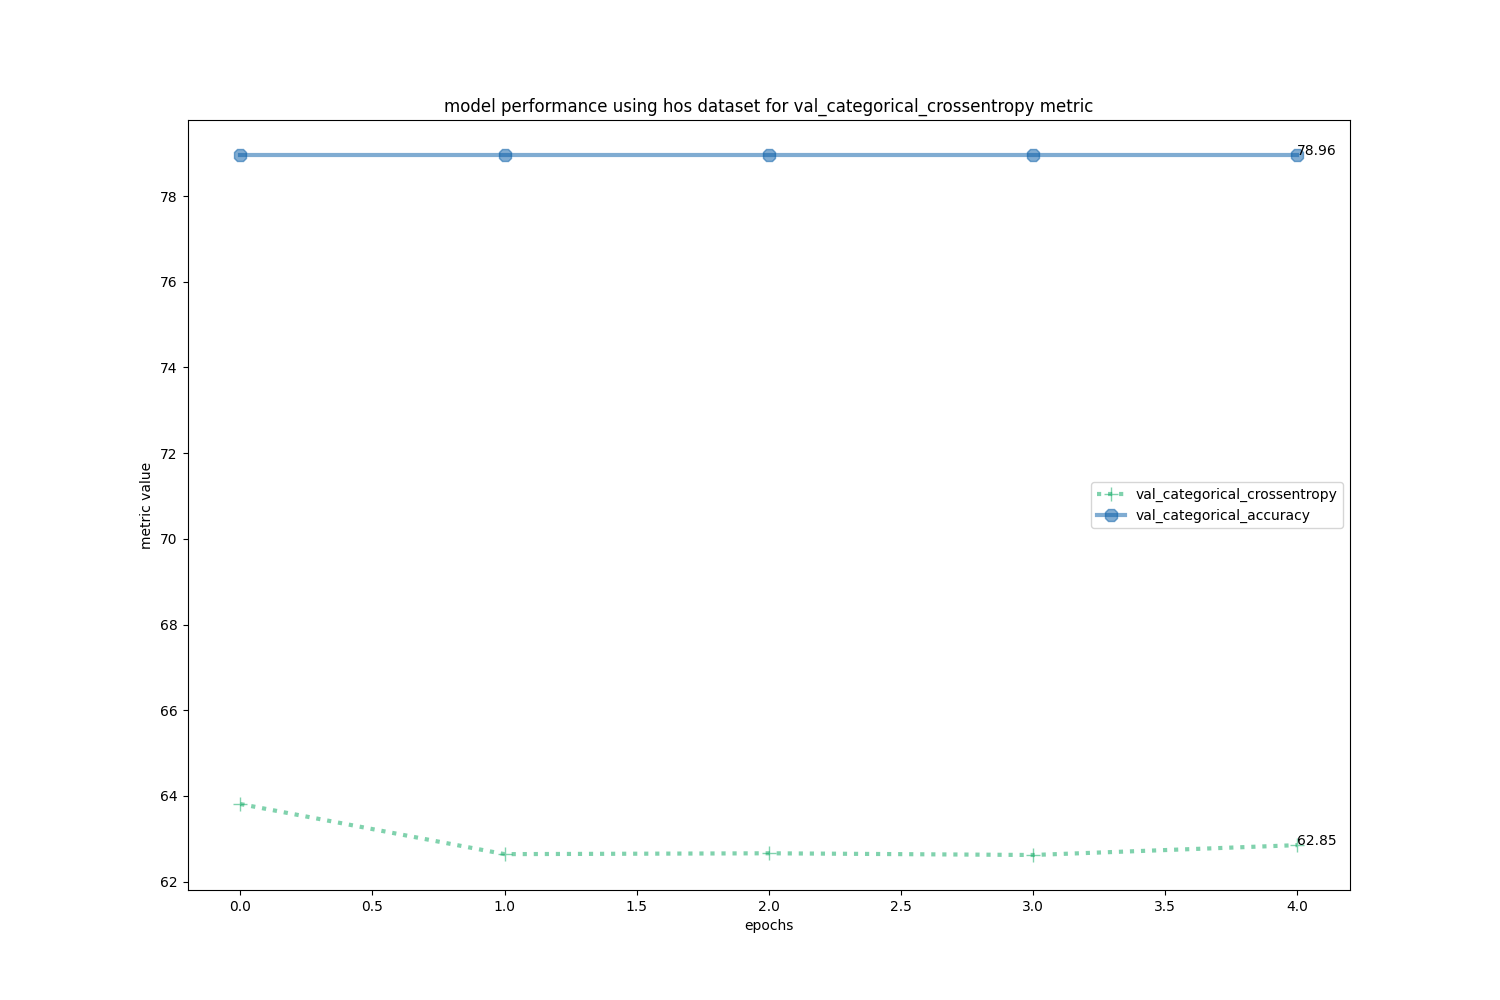 model performance using hos dataset for val_categorical_crossentropy metric
78.96
78
76
74
72
70
68
66
64
62
metric value
val_categorical_crossentropy
val_categorical_accuracy
62.85
0.0 0.5 1.0 1.5 2.0 2.5 3.0 3.5 4.0
epochs